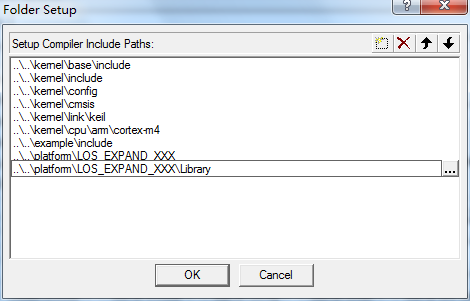 Folder Setup
?
Setup Compiler Include Paths:
..\..\kernel\base\include
..\..\kernel\include
..\..\kernel\config
..\..\kernel\cmsis
..\..\kernel\link\keil
..\..\kernel\cpu\arm\cortex-m4
..\..\example\include
..\..\platform\LOS_EXPAND_XXX
..\..\platform\LOS_EXPAND_XXX\Library
...
OK
Cancel